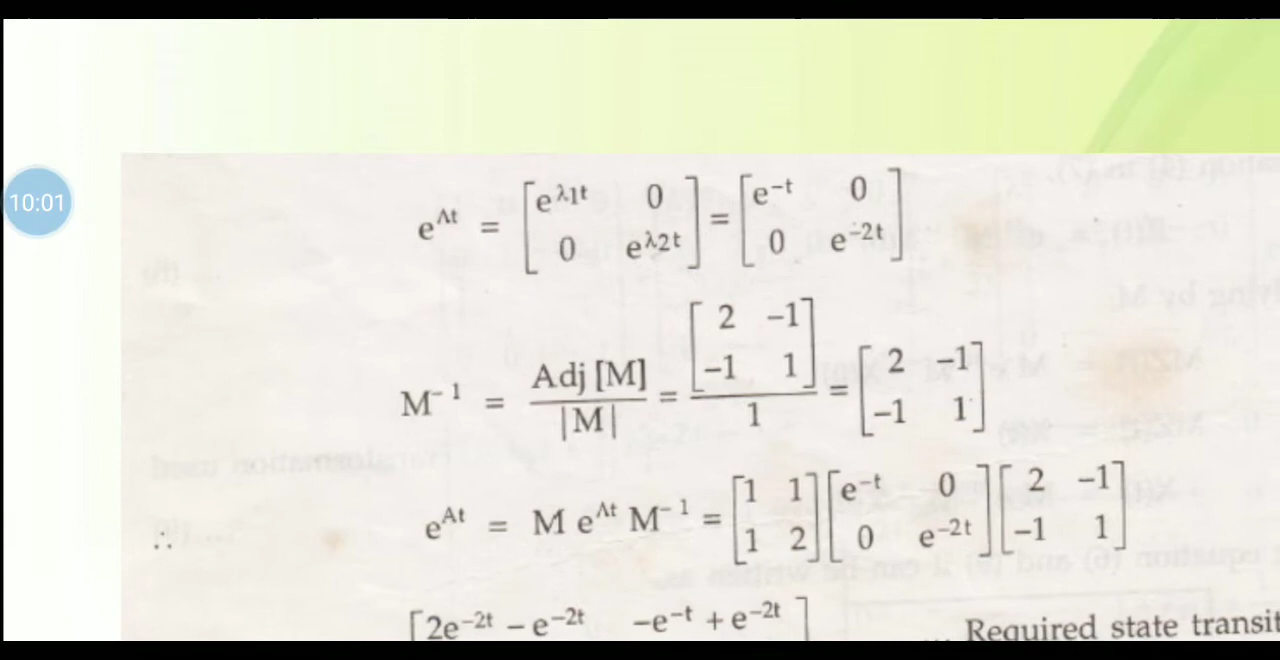 10:01
e^Λt = [e^λ1t 0; 0 e^λ2t] = [e^-t 0; 0 e^-2t]
M^-1 = Adj [M] / |M| = [2 -1; -1 1] / 1 = [2 -1; -1 1]
∴ e^At = M e^Λt M^-1 = [1 1; 1 2] [e^-t 0; 0 e^-2t] [2 -1; -1 1]
[2e^-2t - e^-2t -e^-t + e^-2t] ... Required state transit